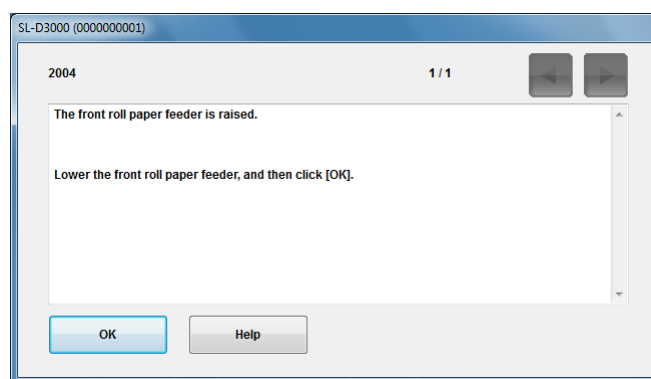 SL-D3000 (0000000001)
2004 1 / 1
The front roll paper feeder is raised.
Lower the front roll paper feeder, and then click [OK].
OK Help